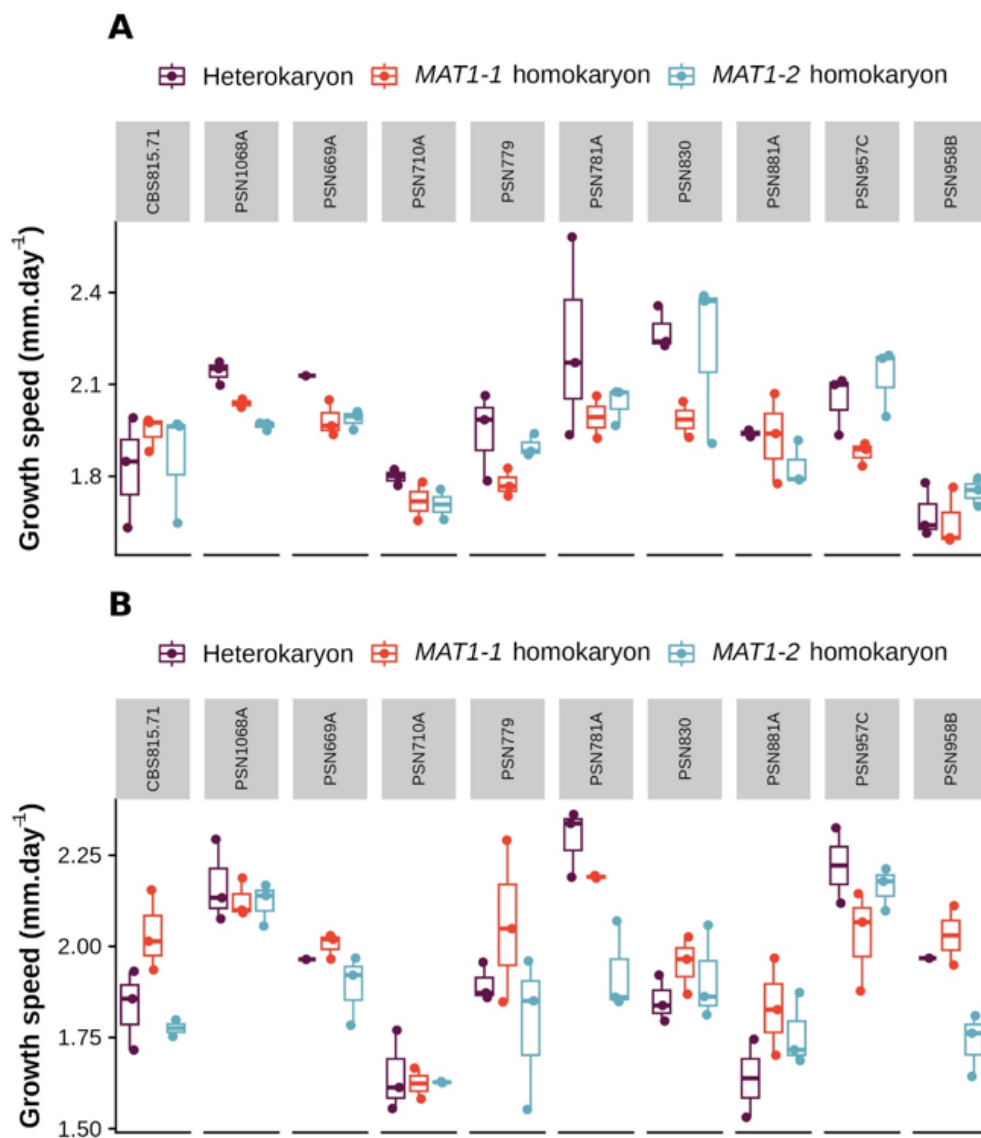 A
Heterokaryon MAT1-1 homokaryon MAT1-2 homokaryon
CBS815.71 PSN1068A PSN669A PSN710A PSN779 PSN781A PSN830 PSN881A PSN957C PSN958B
Growth speed (mm.day⁻¹)
2.4
2.1
1.8
B
Heterokaryon MAT1-1 homokaryon MAT1-2 homokaryon
CBS815.71 PSN1068A PSN669A PSN710A PSN779 PSN781A PSN830 PSN881A PSN957C PSN958B
Growth speed (mm.day⁻¹)
2.25
2.00
1.75
1.50